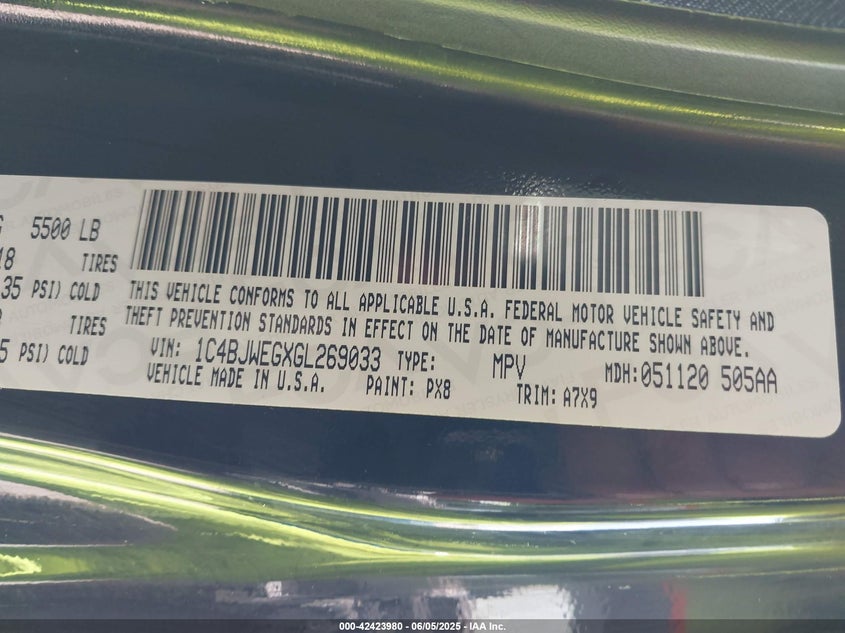 5500 LB
18 TIRES
35 PSI) COLD
TIRES
5 PSI) COLD
THIS VEHICLE CONFORMS TO ALL APPLICABLE U.S.A. FEDERAL MOTOR VEHICLE SAFETY AND
THEFT PREVENTION STANDARDS IN EFFECT ON THE DATE OF MANUFACTURE SHOWN ABOVE.
VIN: 1C4BJWEGXGL269033 TYPE: MPV MDH:051120 505AA
VEHICLE MADE IN U.S.A. PAINT: PX8 TRIM: A7X9
000-42423980 - 06/05/2025 - IAA Inc.